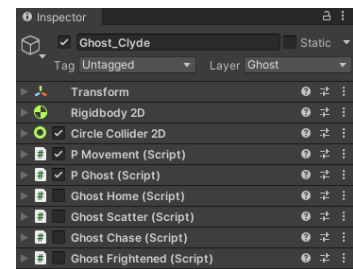 Inspector
Ghost_Clyde Static
Tag Untagged Layer Ghost
Transform
Rigidbody 2D
Circle Collider 2D
P Movement (Script)
P Ghost (Script)
Ghost Home (Script)
Ghost Scatter (Script)
Ghost Chase (Script)
Ghost Frightened (Script)